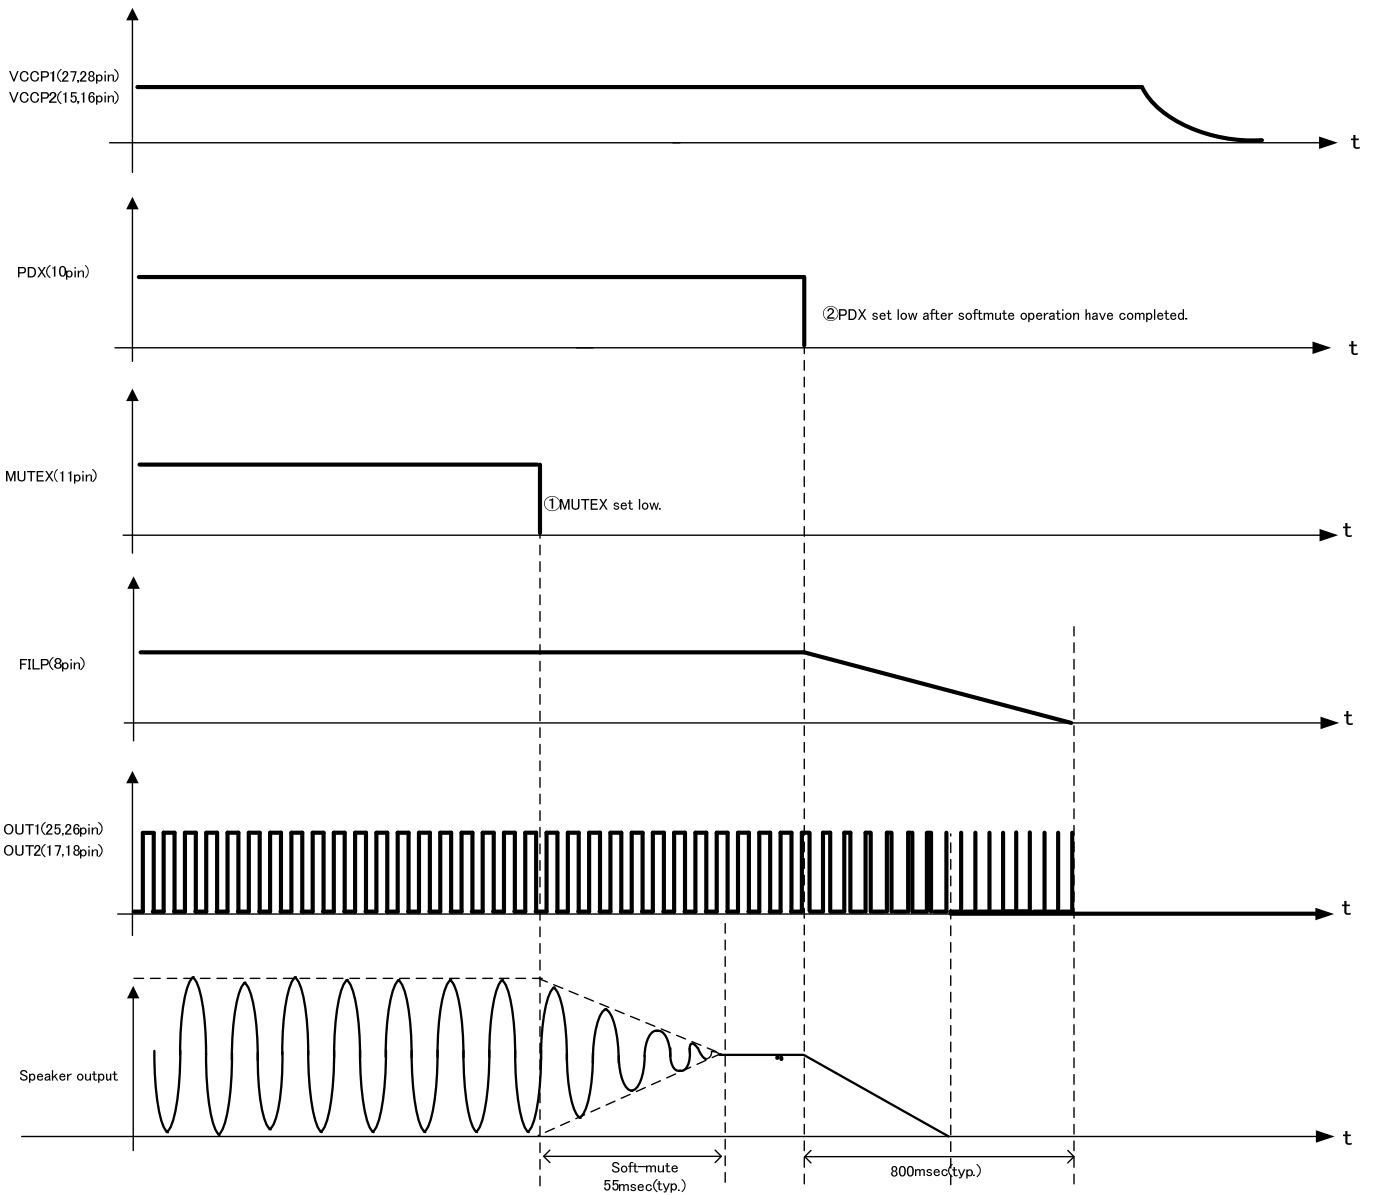 VCCP1(27,28pin)
VCCP2(15,16pin)
t
PDX(10pin)
②PDX set low after softmute operation have completed.
t
MUTEX(11pin)
①MUTEX set low.
t
FILP(8pin)
t
OUT1(25,26pin)
OUT2(17,18pin)
t
Speaker output
t
Soft-mute
55msec(typ.)
800msec(typ.)